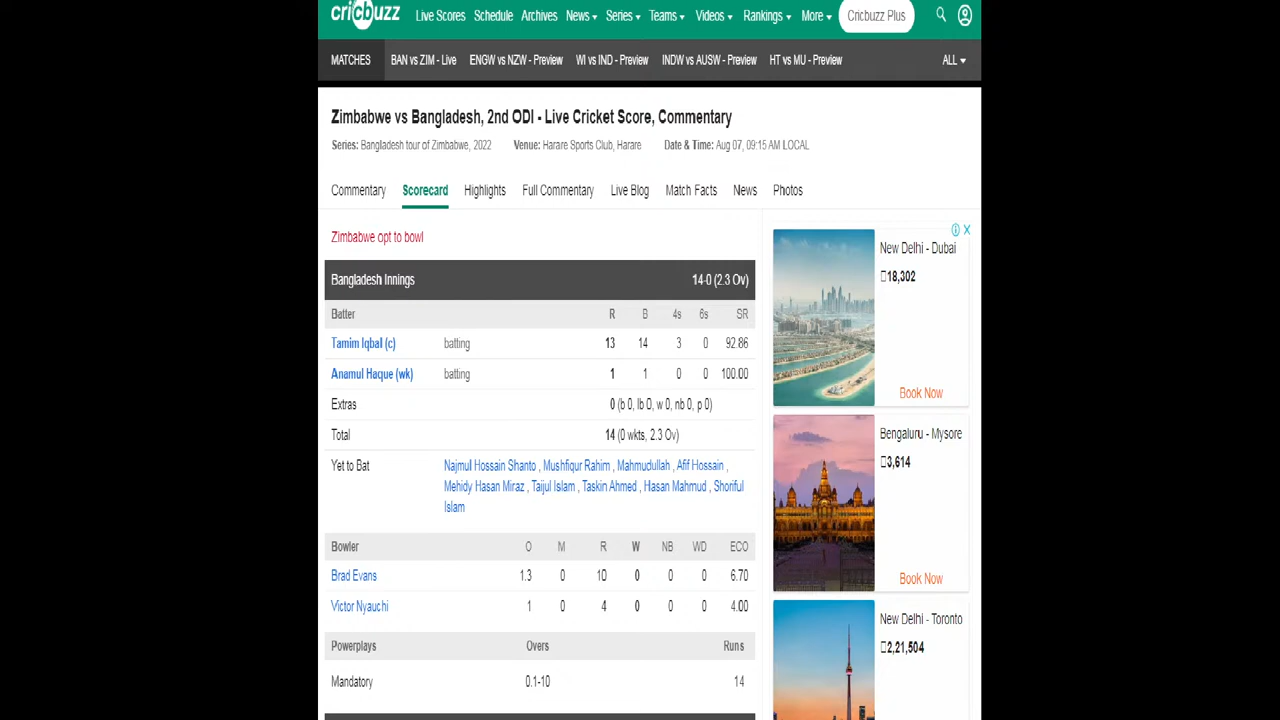 cricbuzz Live Scores Schedule Archives News Series Teams Videos Rankings More Cricbuzz Plus
MATCHES BAN vs ZIM - Live ENGW vs NZW - Preview WI vs IND - Preview INDW vs AUSW - Preview HT vs MU - Preview ALL
Zimbabwe vs Bangladesh, 2nd ODI - Live Cricket Score, Commentary
Series: Bangladesh tour of Zimbabwe, 2022 Venue: Harare Sports Club, Harare Date & Time: Aug 07, 09:15 AM LOCAL
Commentary Scorecard Highlights Full Commentary Live Blog Match Facts News Photos
Zimbabwe opt to bowl
Bangladesh Innings 14-0 (2.3 Ov)
Batter R B 4s 6s SR
Tamim Iqbal (c) batting 13 14 3 0 92.86
Anamul Haque (wk) batting 1 1 0 0 100.00
Extras 0 (b 0, lb 0, w 0, nb 0, p 0)
Total 14 (0 wkts, 2.3 Ov)
Yet to Bat Najmul Hossain Shanto , Mushfiqur Rahim , Mahmudullah , Afif Hossain ,
Mehidy Hasan Miraz , Taijul Islam , Taskin Ahmed , Hasan Mahmud , Shoriful
Islam
Bowler O M R W NB WD ECO
Brad Evans 1.3 0 10 0 0 0 6.70
Victor Nyauchi 1 0 4 0 0 0 4.00
Powerplays Overs Runs
Mandatory 0.1-10 14
New Delhi - Dubai
18,302
Book Now
Bengaluru - Mysore
3,614
Book Now
New Delhi - Toronto
2,21,504